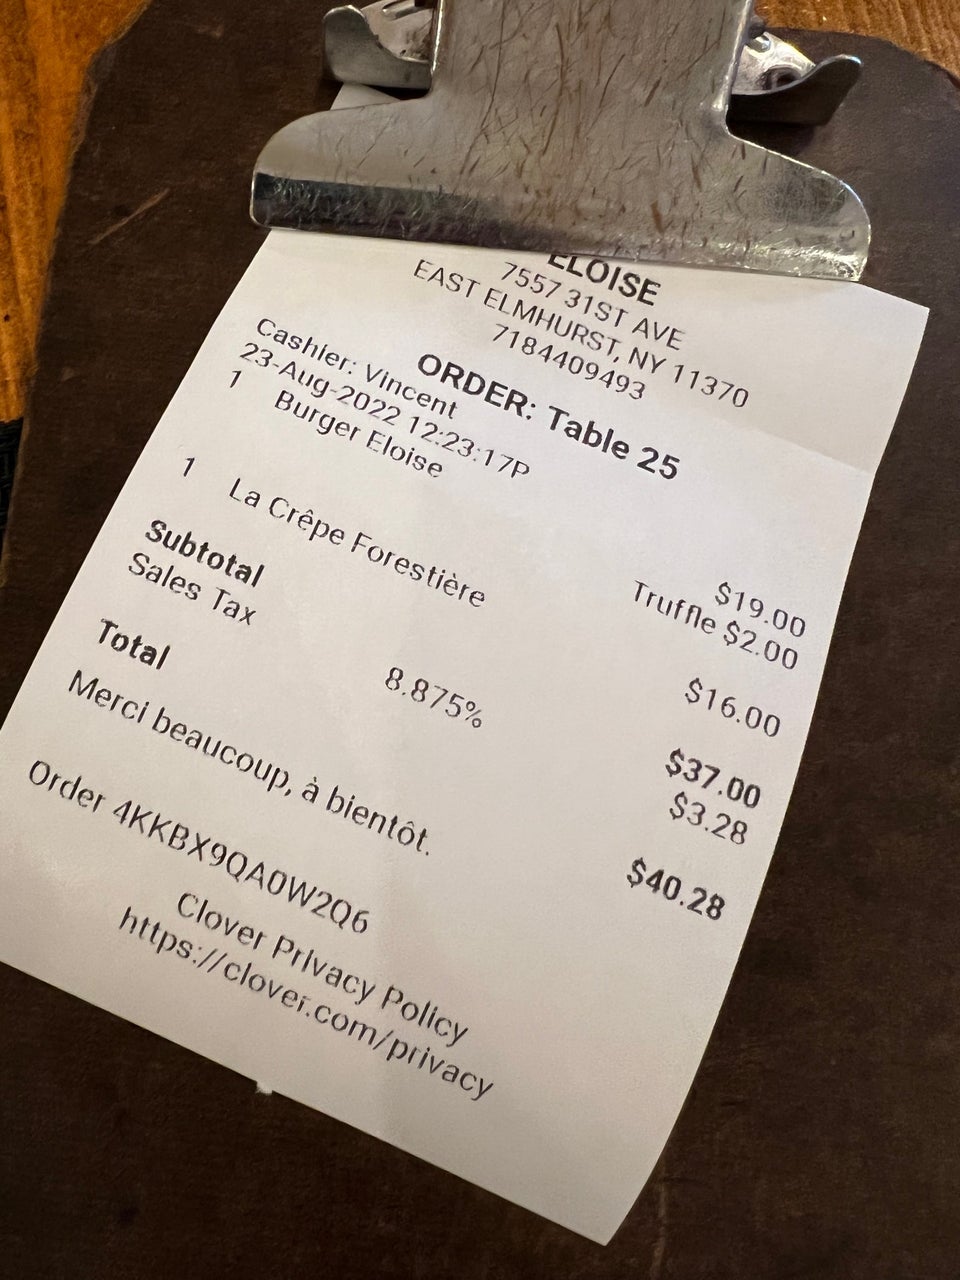 ELOISE
7557 31ST AVE
EAST ELMHURST, NY 11370
7184409493
ORDER: Table 25
Cashier: Vincent
23-Aug-2022 12:23:17P
1 Burger Eloise $19.00
Truffle $2.00
1 La Crêpe Forestière $16.00
Subtotal $37.00
Sales Tax 8.875% $3.28
Total $40.28
Merci beaucoup, à bientôt.
Order 4KKBX9QA0W2Q6
Clover Privacy Policy
https://clover.com/privacy